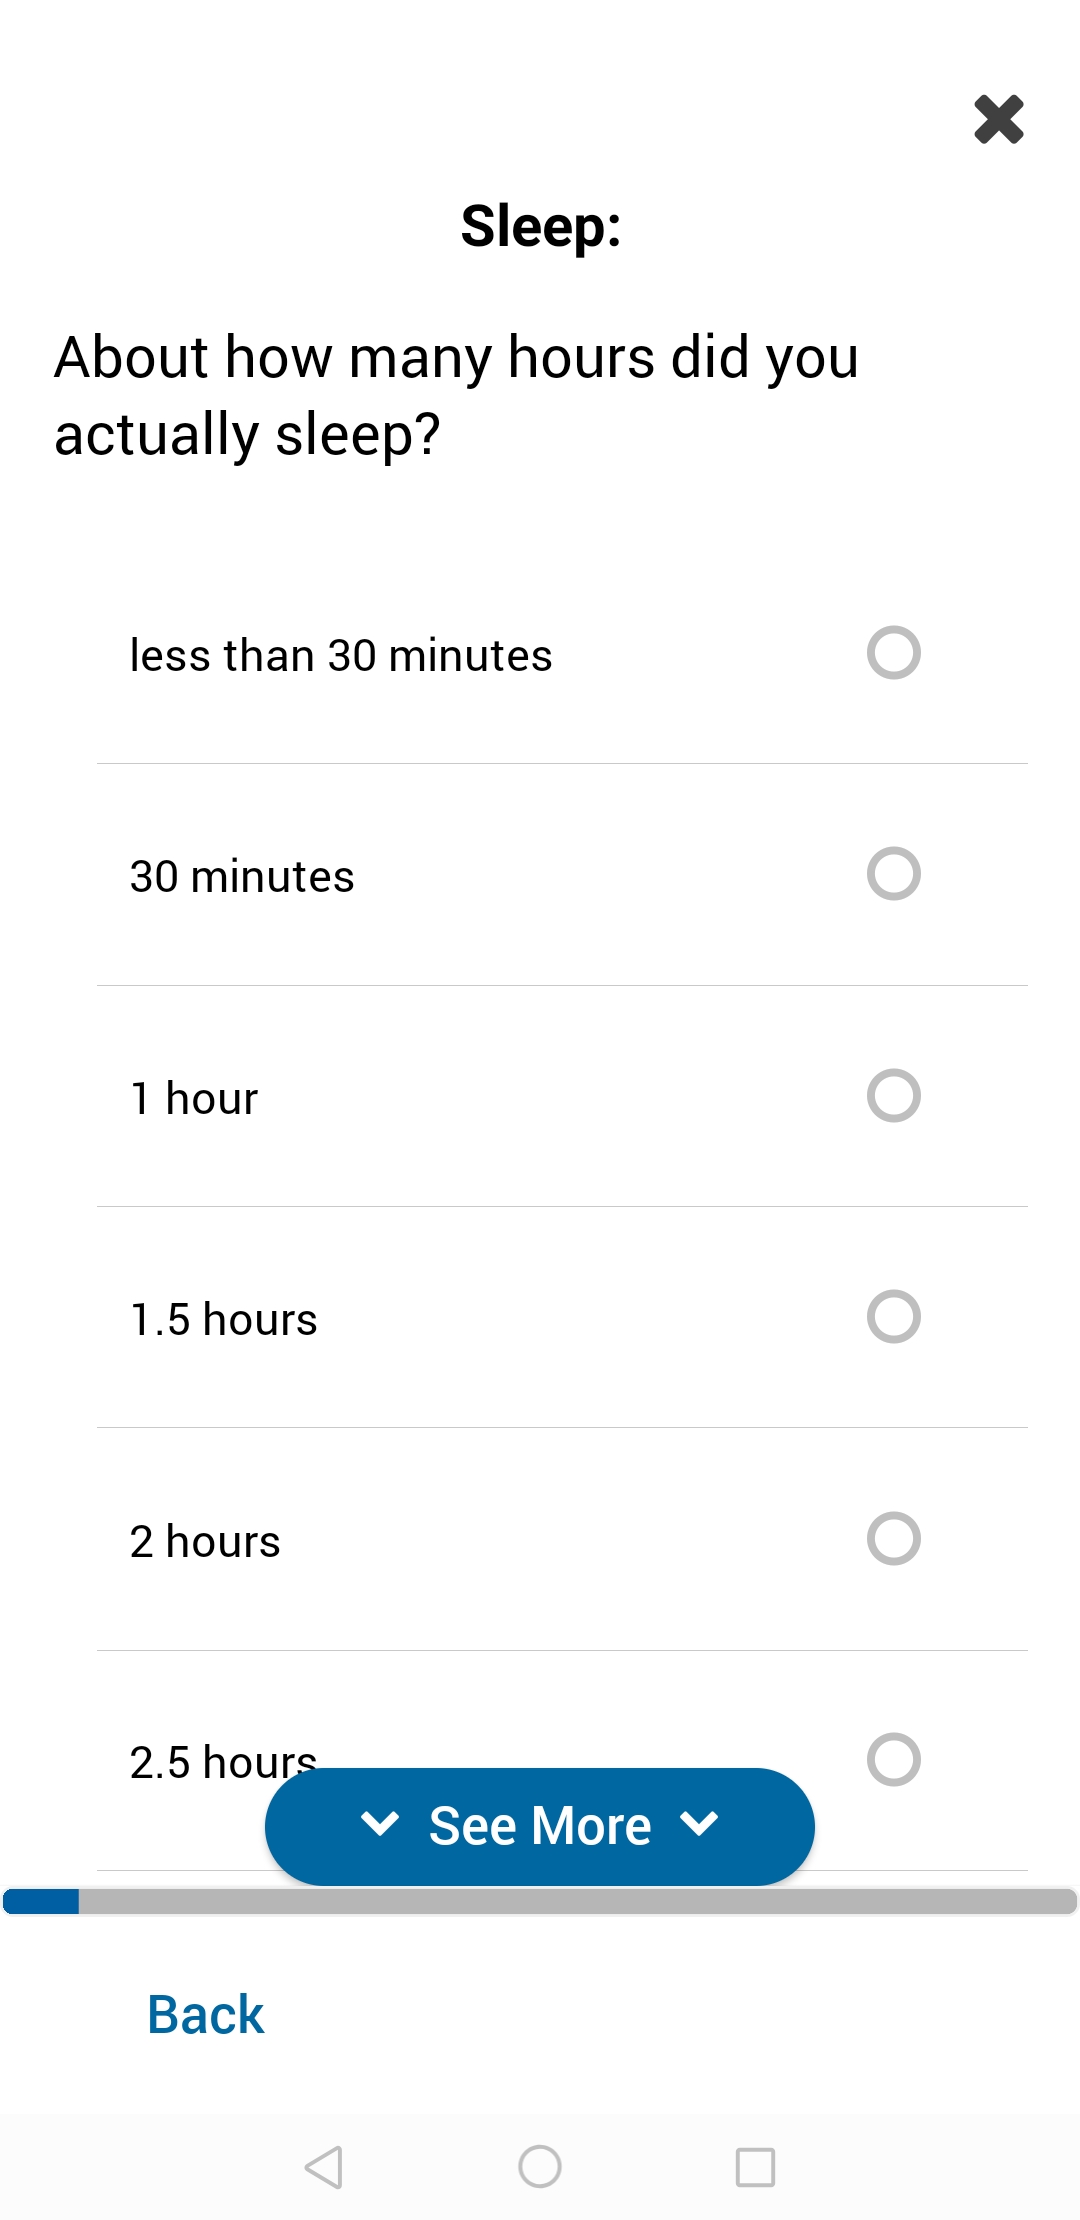 Sleep:
About how many hours did you
actually sleep?
less than 30 minutes
30 minutes
1 hour
1.5 hours
2 hours
2.5 hours
See More
Back